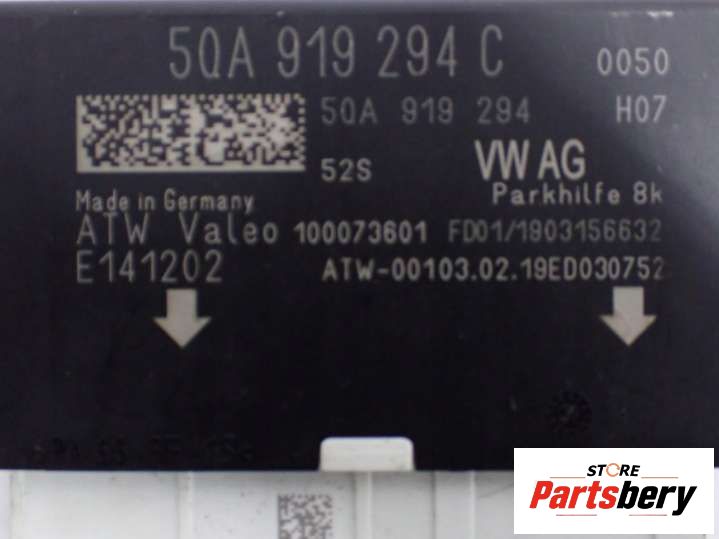 5QA 919 294 C 0050
5QA 919 294 H07
52S VW AG
Parkhilfe 8k
Made in Germany
ATW Valeo 100073601 FD01/1903156632
E141202 ATW-00103.02.19ED030752
STORE
Partsbery